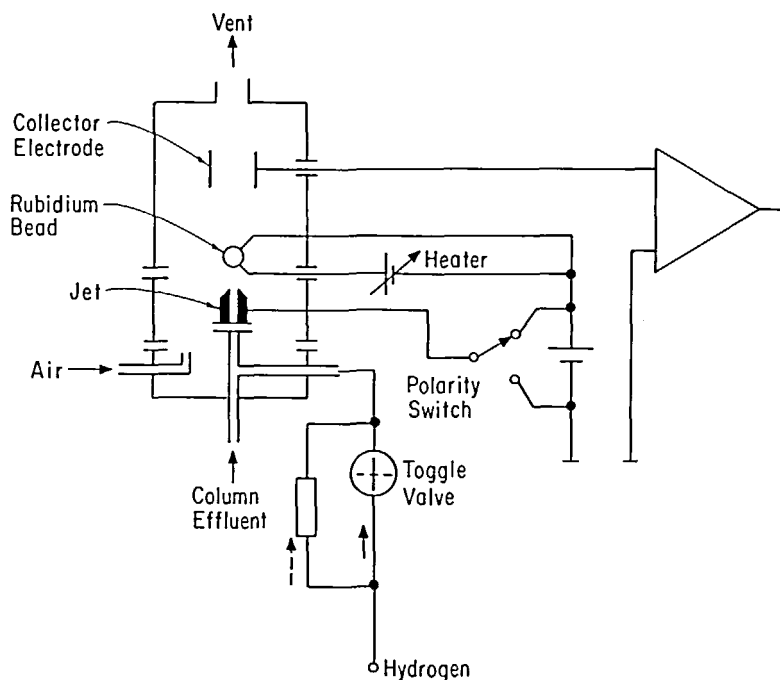 Vent
Collector
Electrode
Rubidium
Bead
Heater
Jet
Air
Polarity
Switch
Column
Effluent
Toggle
Valve
Hydrogen